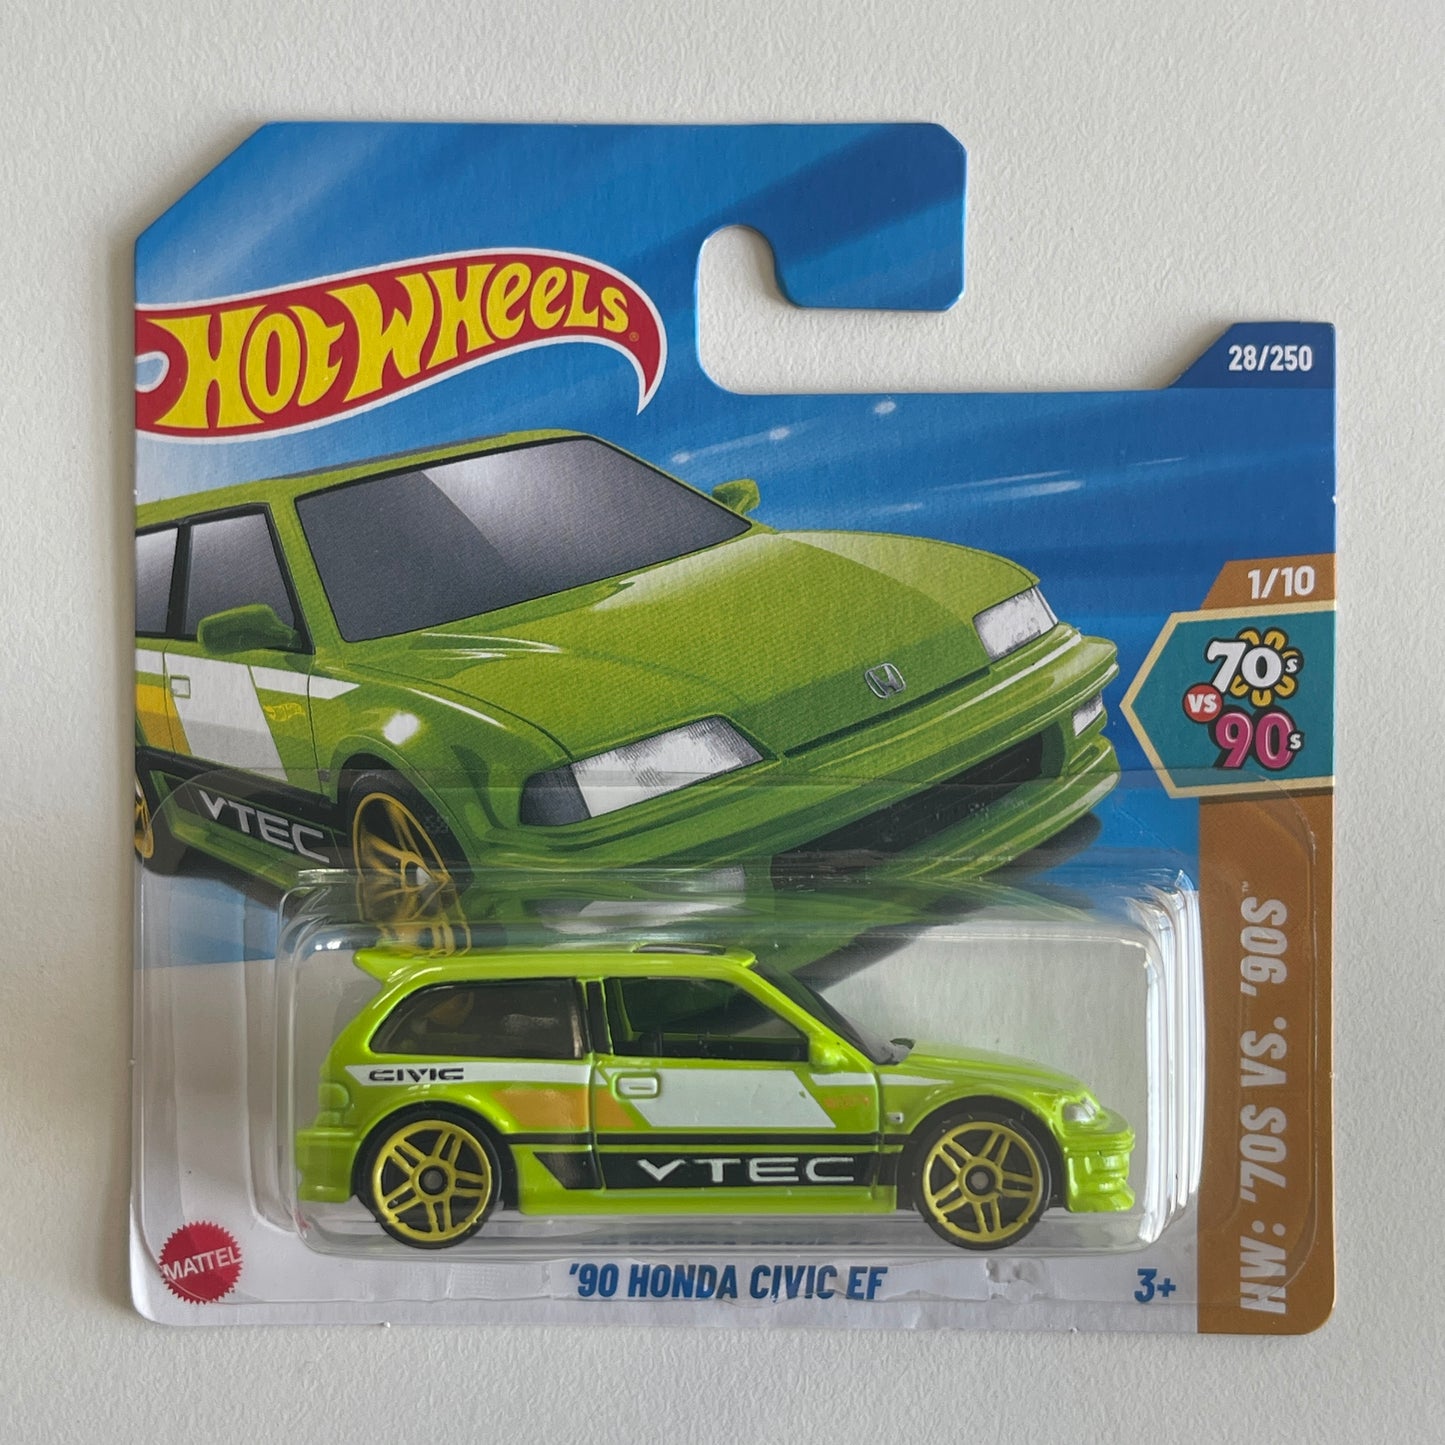 HOT WHEELS®
28/250
1/10
70s
VS
90s
VTEC
HW: '70S VS. '90S™
CIVIC
VTEC
MATTEL
'90 HONDA CIVIC EF
3+